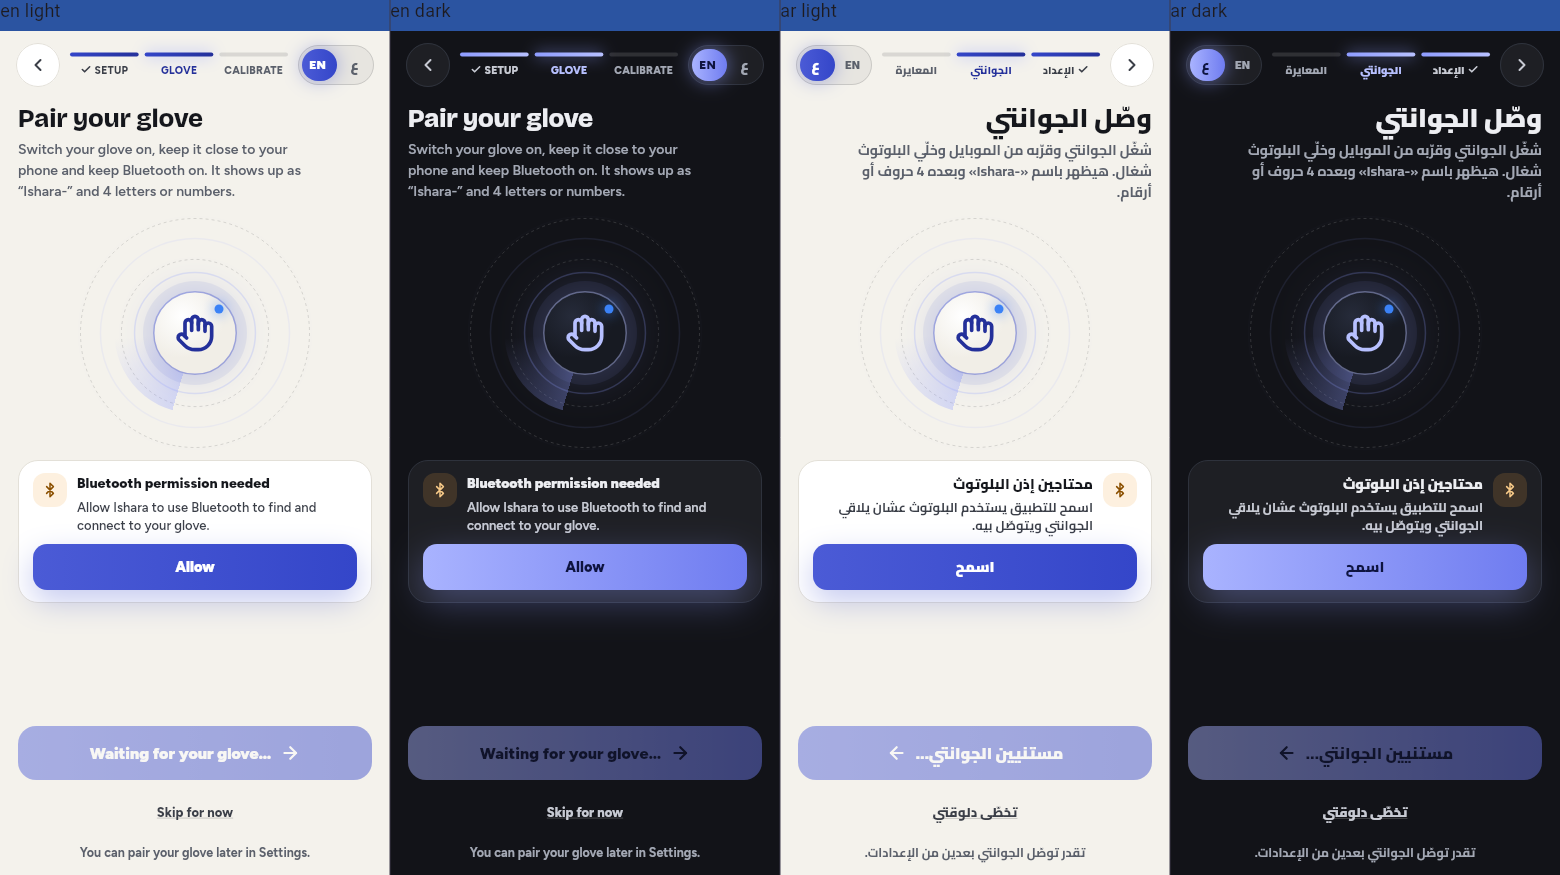 en light
SETUP
GLOVE
CALIBRATE
EN
ع
Pair your glove
Switch your glove on, keep it close to your
phone and keep Bluetooth on. It shows up as
“Ishara-” and 4 letters or numbers.
Bluetooth permission needed
Allow Ishara to use Bluetooth to find and
connect to your glove.
Allow
Waiting for your glove...
Skip for now
You can pair your glove later in Settings.
en dark
SETUP
GLOVE
CALIBRATE
EN
ع
Pair your glove
Switch your glove on, keep it close to your
phone and keep Bluetooth on. It shows up as
“Ishara-” and 4 letters or numbers.
Bluetooth permission needed
Allow Ishara to use Bluetooth to find and
connect to your glove.
Allow
Waiting for your glove...
Skip for now
You can pair your glove later in Settings.
ar light
الإعداد
الجوانتي
المعايرة
EN
ع
وصّل الجوانتي
شغّل الجوانتي وقرّبه من الموبايل وخلّي البلوتوث
شغال. هيظهر باسم «Ishara-» وبعده 4 حروف أو
أرقام.
محتاجين إذن البلوتوث
اسمح للتطبيق يستخدم البلوتوث عشان يلاقي
الجوانتي ويتوصّل بيه.
اسمح
مستنيين الجوانتي...
تخطّى دلوقتي
تقدر توصّل الجوانتي بعدين من الإعدادات.
ar dark
الإعداد
الجوانتي
المعايرة
EN
ع
وصّل الجوانتي
شغّل الجوانتي وقرّبه من الموبايل وخلّي البلوتوث
شغال. هيظهر باسم «Ishara-» وبعده 4 حروف أو
أرقام.
محتاجين إذن البلوتوث
اسمح للتطبيق يستخدم البلوتوث عشان يلاقي
الجوانتي ويتوصّل بيه.
اسمح
مستنيين الجوانتي...
تخطّى دلوقتي
تقدر توصّل الجوانتي بعدين من الإعدادات.